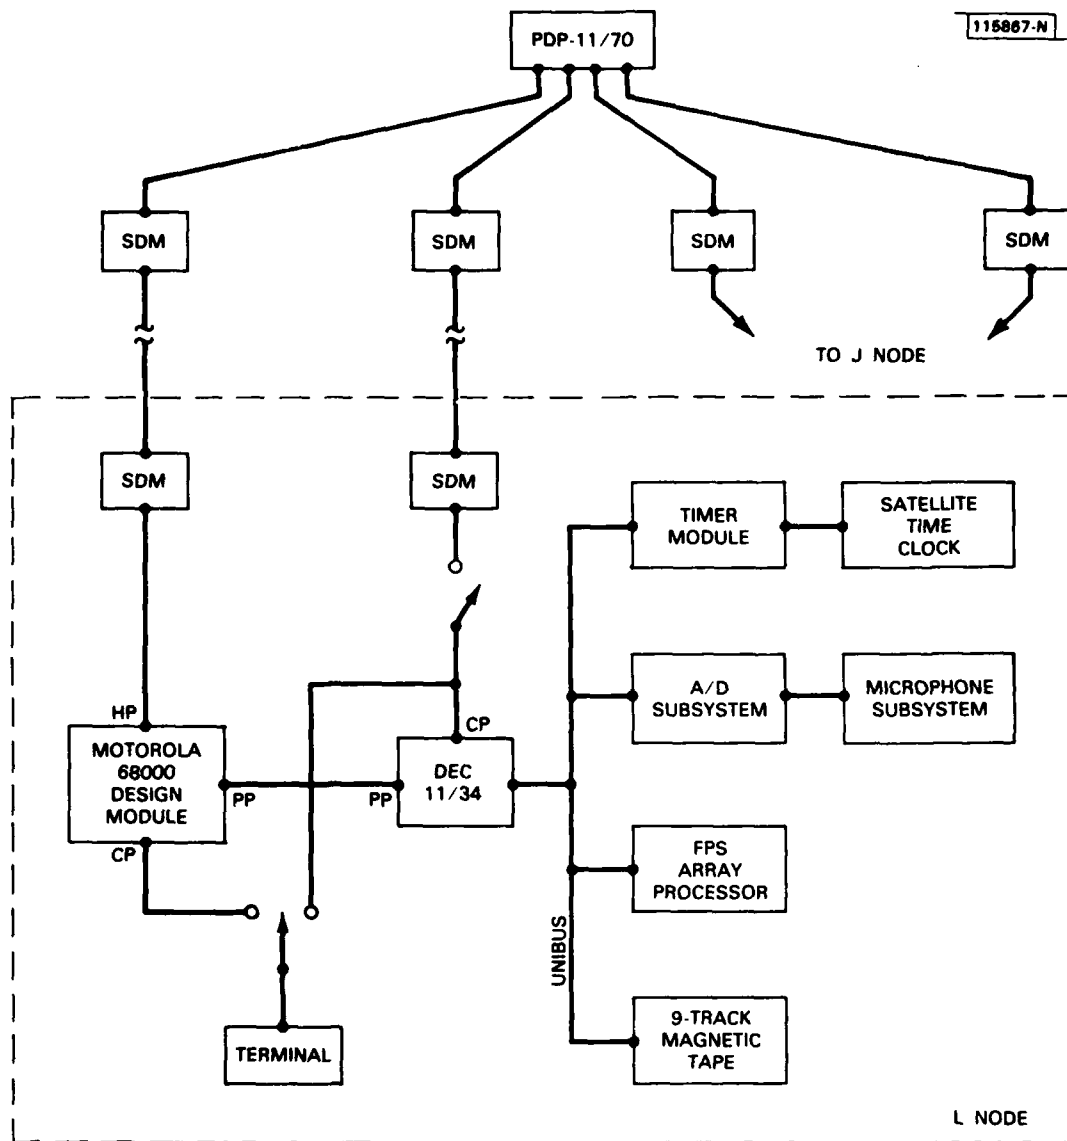 115867-N
PDP-11/70
SDM
SDM
SDM
SDM
TO J NODE
SDM
SDM
TIMER
MODULE
SATELLITE
TIME
CLOCK
A/D
SUBSYSTEM
MICROPHONE
SUBSYSTEM
HP
MOTOROLA
68000
DESIGN
MODULE
PP
CP
CP
DEC
11/34
PP
FPS
ARRAY
PROCESSOR
UNIBUS
9-TRACK
MAGNETIC
TAPE
TERMINAL
L NODE